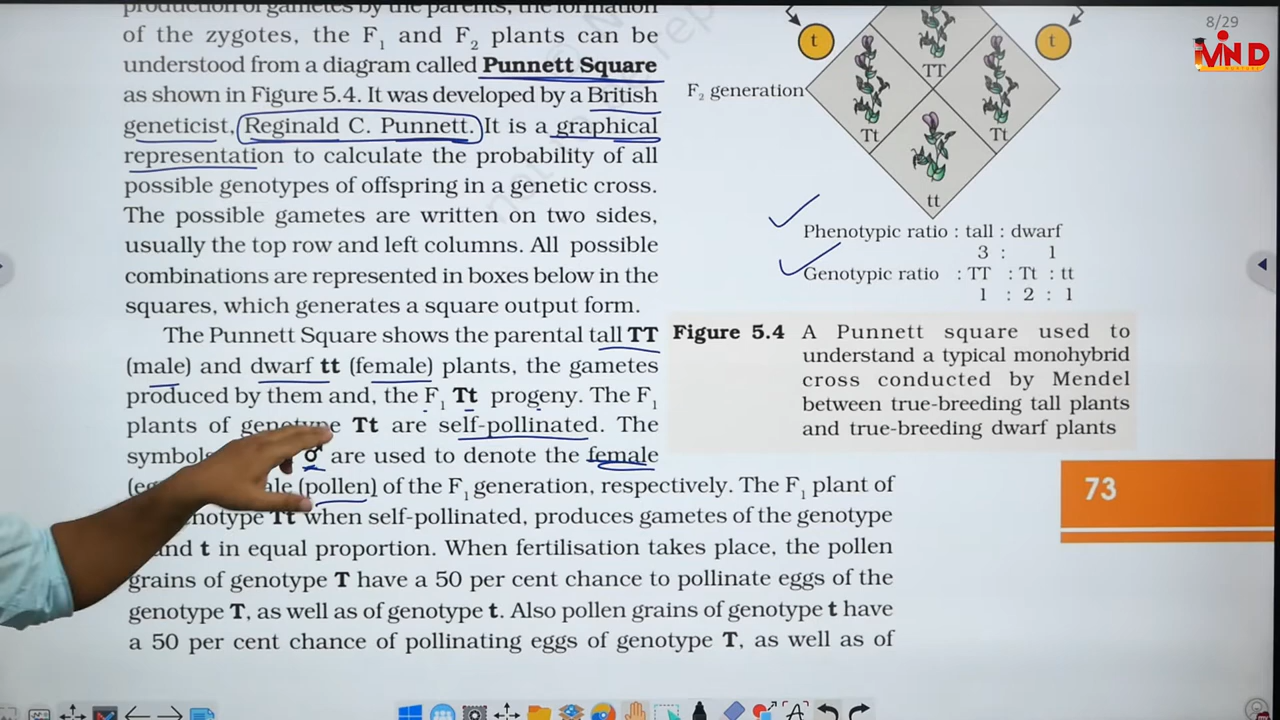 production of gametes by the parents, the formation
of the zygotes, the F₁ and F₂ plants can be
understood from a diagram called Punnett Square
as shown in Figure 5.4. It was developed by a British
geneticist, Reginald C. Punnett. It is a graphical
representation to calculate the probability of all
possible genotypes of offspring in a genetic cross.
The possible gametes are written on two sides,
usually the top row and left columns. All possible
combinations are represented in boxes below in the
squares, which generates a square output form.
The Punnett Square shows the parental tall TT
(male) and dwarf tt (female) plants, the gametes
produced by them and, the F₁ Tt progeny. The F₁
plants of genotype Tt are self-pollinated. The
symbols ♂ are used to denote the female
(pollen) of the F₁ generation, respectively. The F₁ plant of
Tt when self-pollinated, produces gametes of the genotype
and t in equal proportion. When fertilisation takes place, the pollen
grains of genotype T have a 50 per cent chance to pollinate eggs of the
genotype T, as well as of genotype t. Also pollen grains of genotype t have
a 50 per cent chance of pollinating eggs of genotype T, as well as of
t
t
TT
F₂ generation
Tt
Tt
tt
Phenotypic ratio : tall : dwarf
3 : 1
Genotypic ratio : TT : Tt : tt
1 : 2 : 1
Figure 5.4 A Punnett square used to
understand a typical monohybrid
cross conducted by Mendel
between true-breeding tall plants
and true-breeding dwarf plants
73
8/29